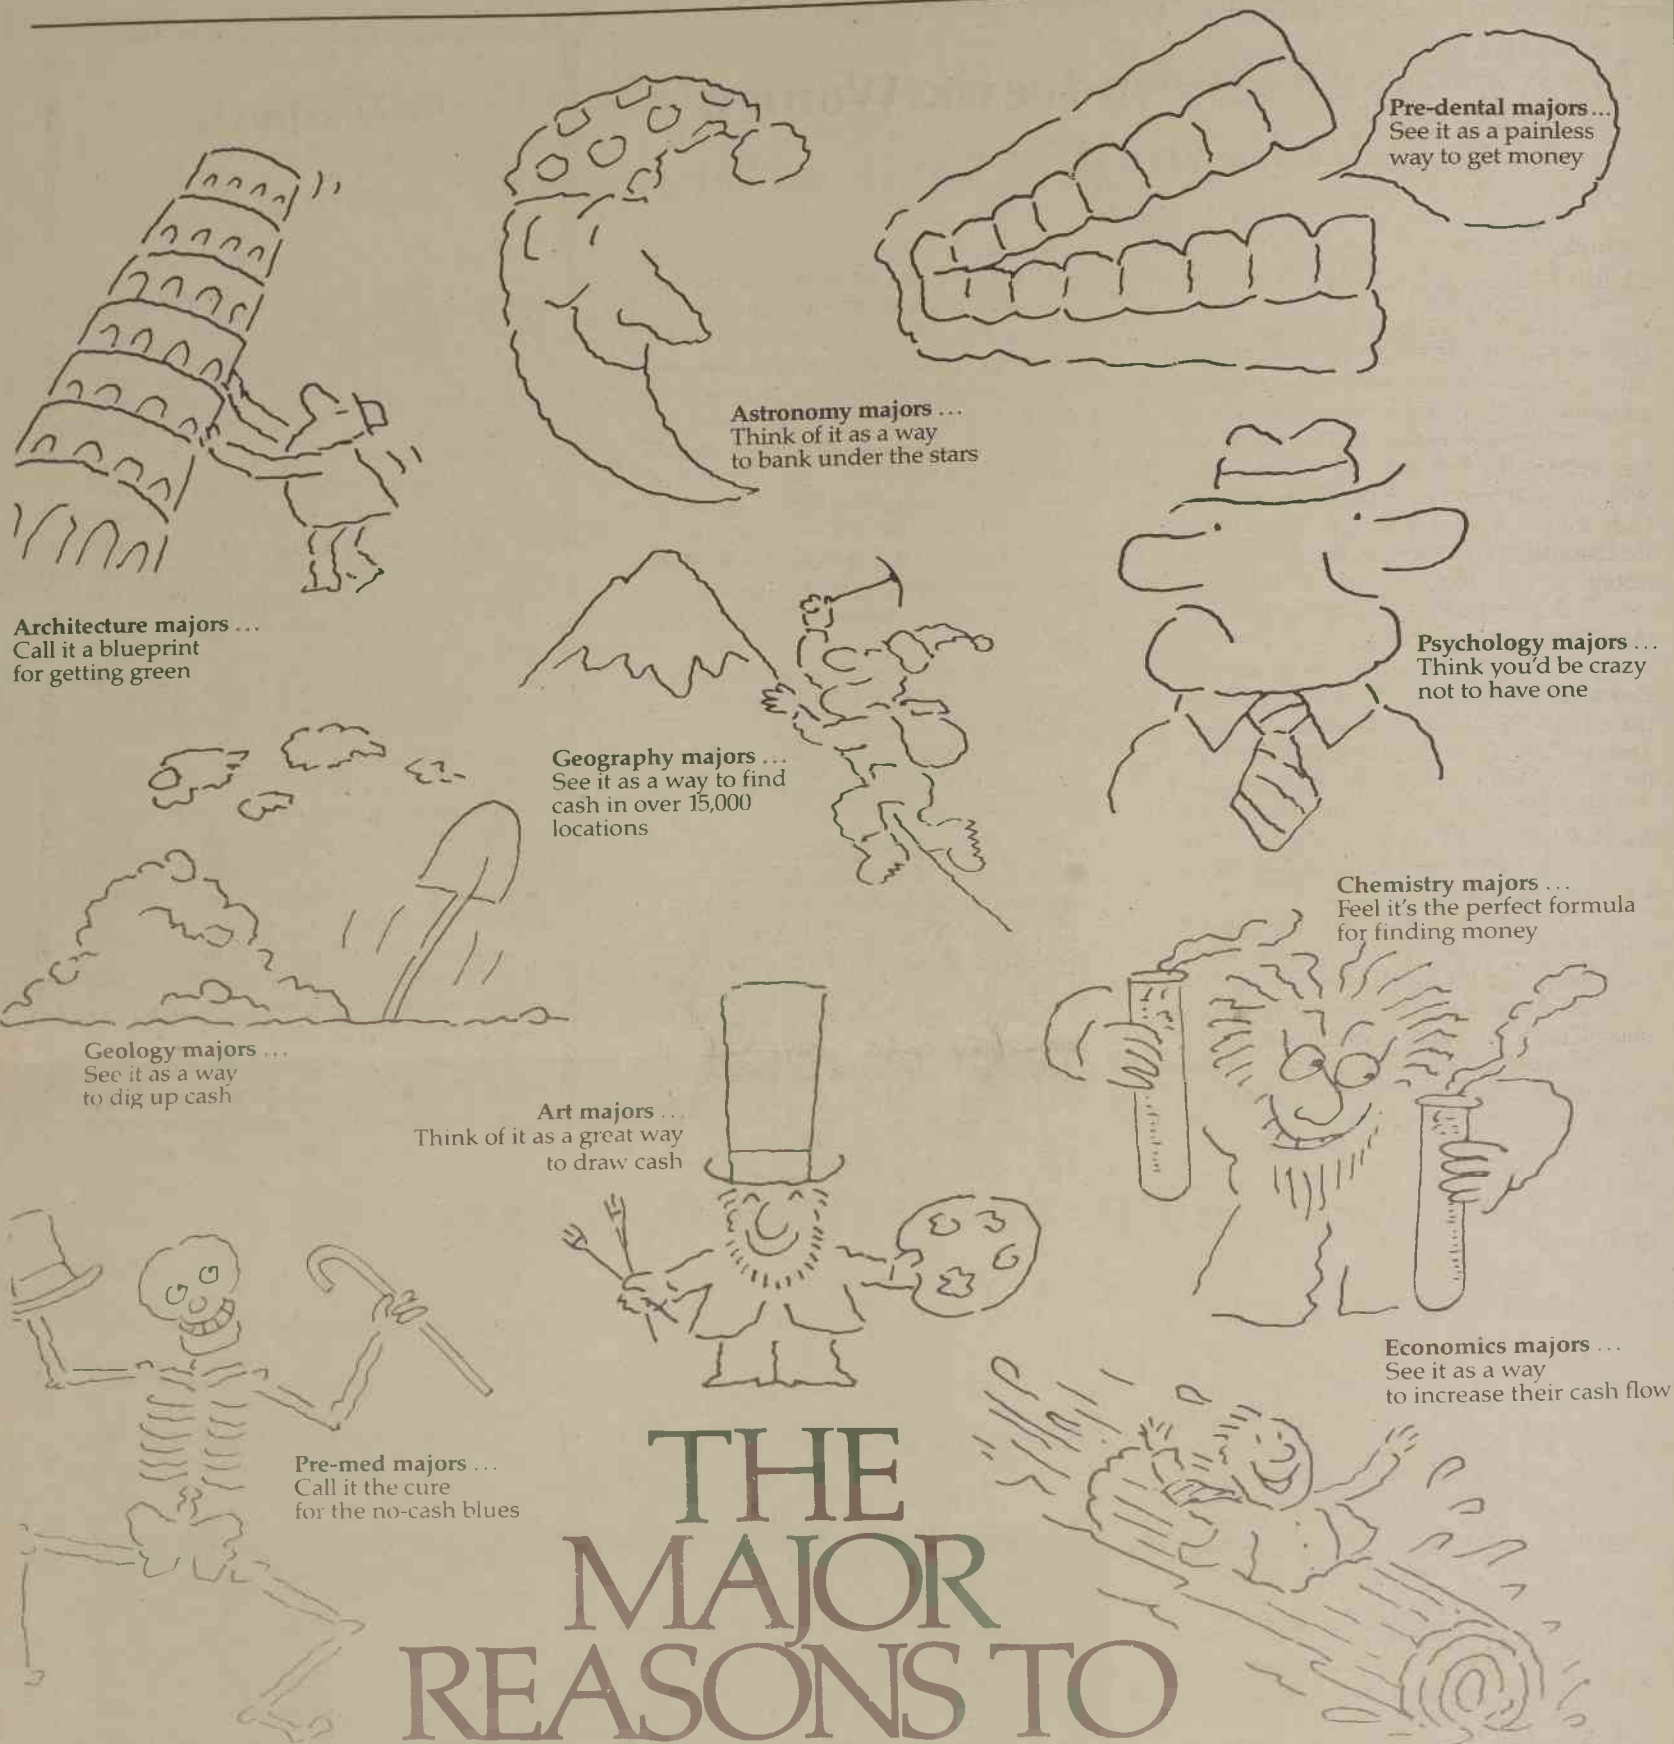 Pre-dental majors ...
See it as a painless
way to get money
Astronomy majors ...
Think of it as a way
to bank under the stars
Architecture majors ...
Call it a blueprint
for getting green
Psychology majors ...
Think you'd be crazy
not to have one
Geography majors ...
See it as a way to find
cash in over 15,000
locations
Chemistry majors ...
Feel it's the perfect formula
for finding money
Geology majors ...
See it as a way
to dig up cash
Art majors ...
Think of it as a great way
to draw cash
Economics majors ...
See it as a way
to increase their cash flow
Pre-med majors ...
Call it the cure
for the no-cash blues
THE
MAJOR
REASONS TO